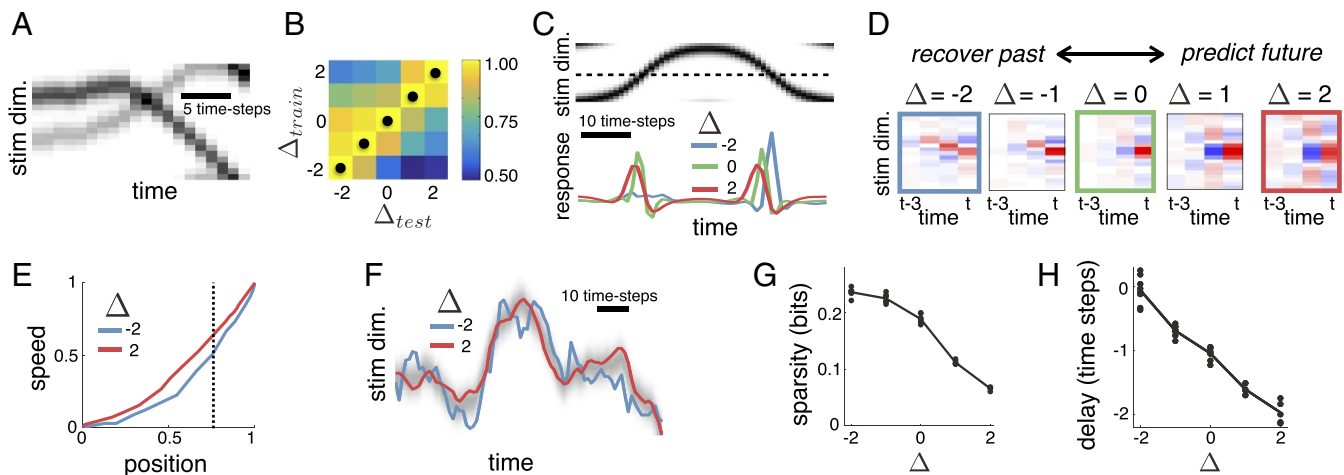 A
stim dim.
5 time-steps
time
B
Δtrain
2
0
-2
-2 0 2
Δtest
1.00
0.75
0.50
C
stim dim.
10 time-steps
response
Δ
-2
0
2
time
D
recover past
predict future
Δ = -2
Δ = -1
Δ = 0
Δ = 1
Δ = 2
stim dim.
t-3 t
time
t-3 t
time
t-3 t
time
t-3 t
time
t-3 t
time
E
speed
1
0.5
0
Δ
-2
2
0 0.5 1
position
F
stim dim.
Δ
-2
2
10 time-steps
time
G
sparsity (bits)
0.2
0.1
0
-2 0 2
Δ
H
delay (time steps)
0
-1
-2
-2 0 2
Δ